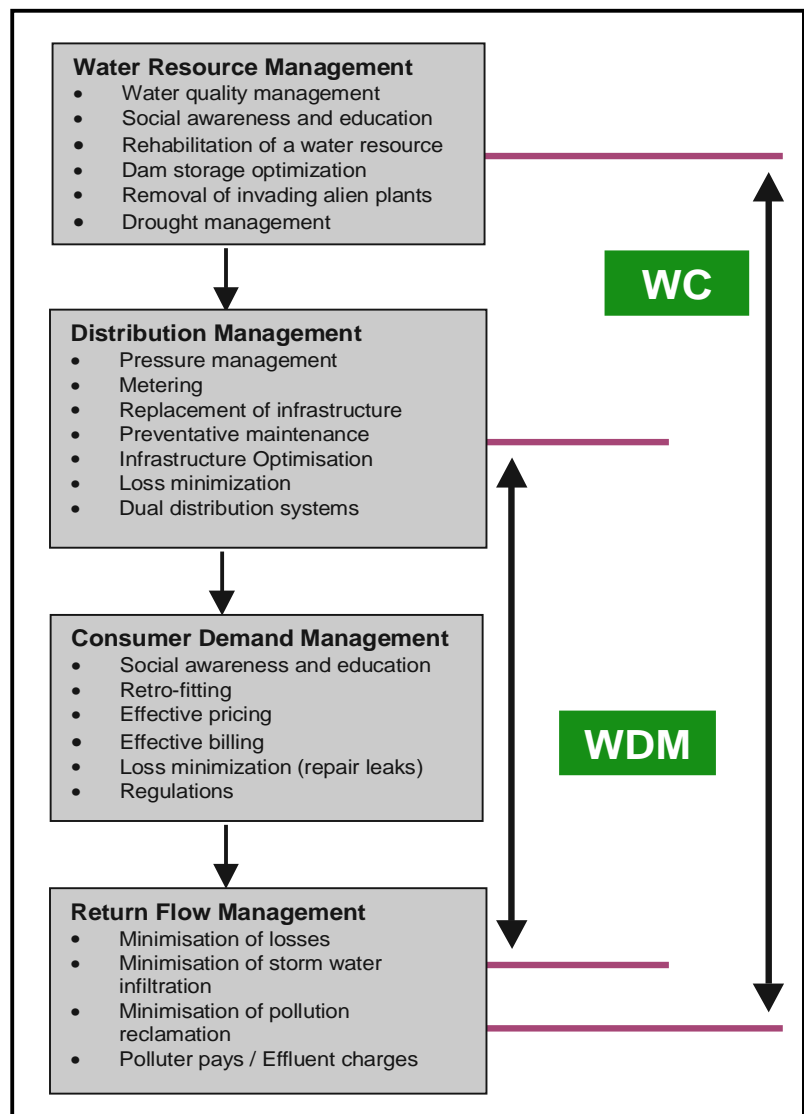 Water Resource Management
• Water quality management
• Social awareness and education
• Rehabilitation of a water resource
• Dam storage optimization
• Removal of invading alien plants
• Drought management
WC
Distribution Management
• Pressure management
• Metering
• Replacement of infrastructure
• Preventative maintenance
• Infrastructure Optimisation
• Loss minimization
• Dual distribution systems
Consumer Demand Management
• Social awareness and education
• Retro-fitting
• Effective pricing
• Effective billing
• Loss minimization (repair leaks)
• Regulations
WDM
Return Flow Management
• Minimisation of losses
• Minimisation of storm water
infiltration
• Minimisation of pollution
reclamation
• Polluter pays / Effluent charges